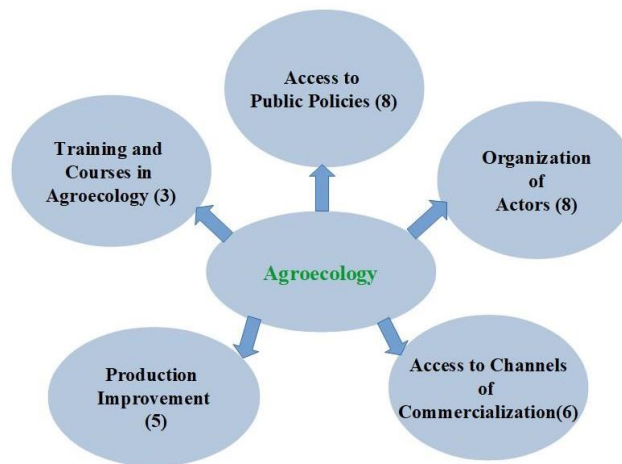 Access to
Public Policies (8)
Training and
Courses in
Agroecology (3)
Organization
of
Actors (8)
Agroecology
Production
Improvement
(5)
Access to Channels
of
Commercialization(6)